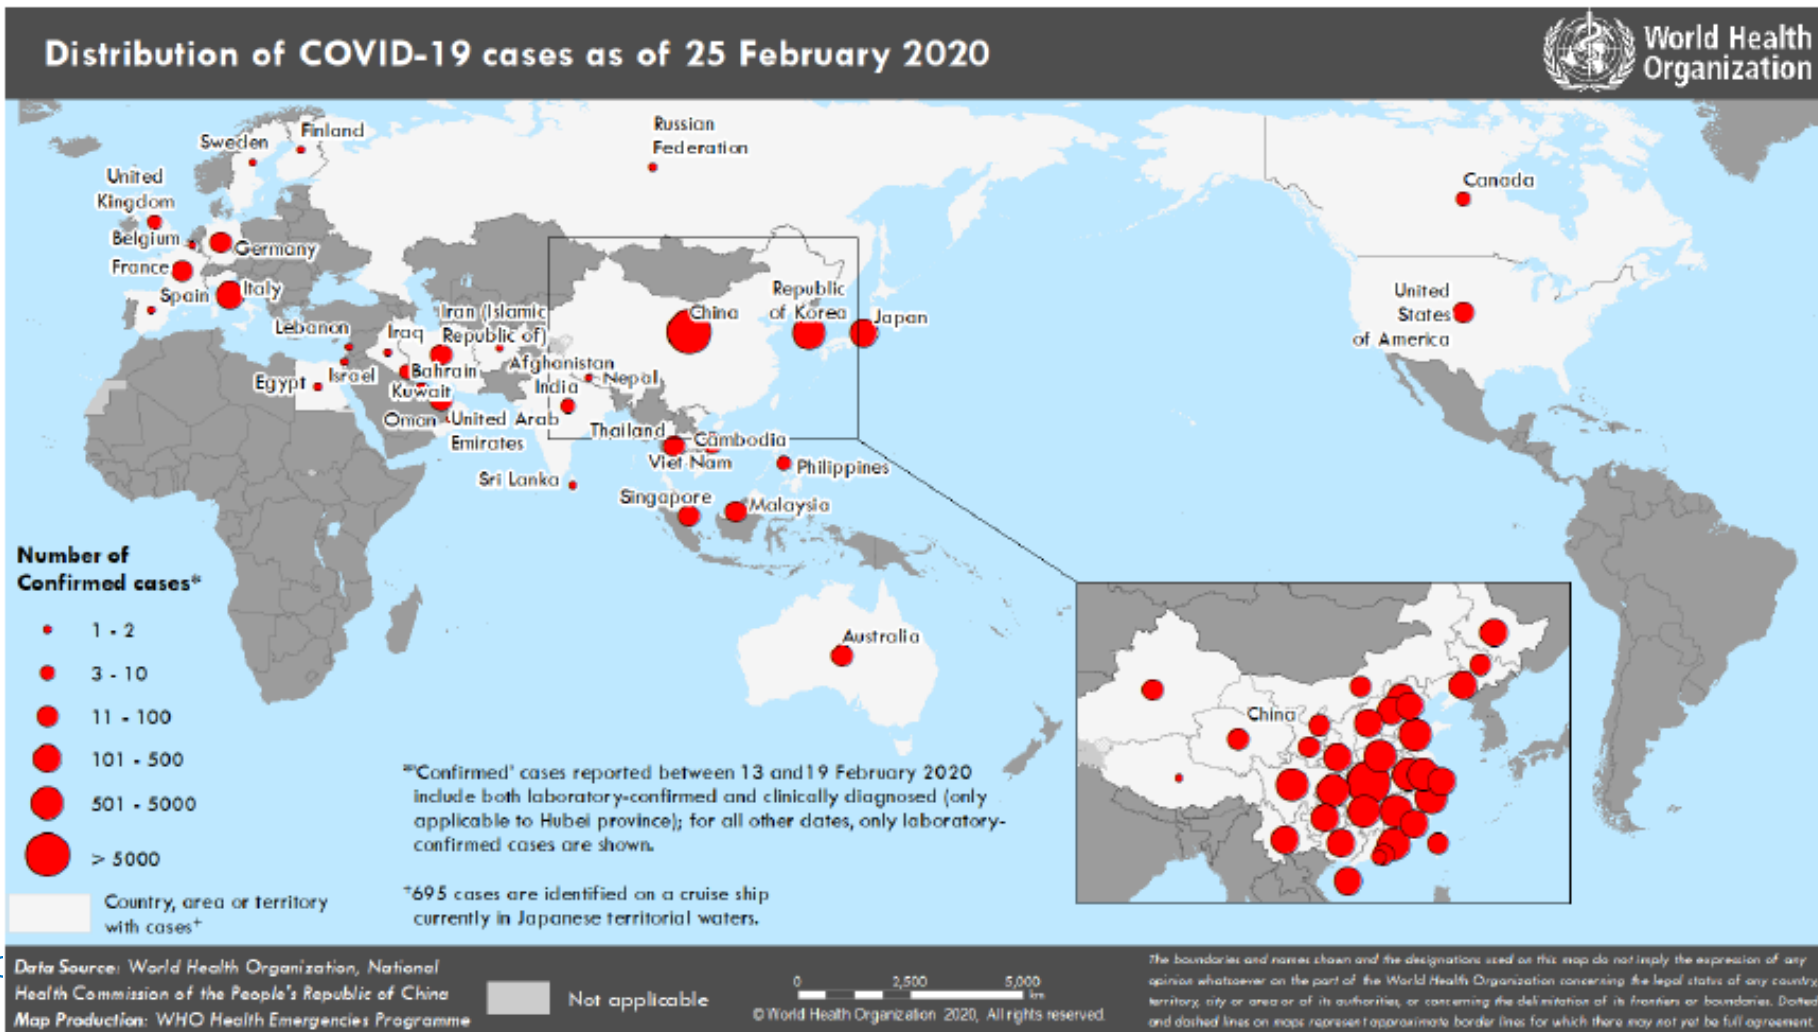 Distribution of COVID-19 cases as of 25 February 2020
World Health
Organization
Finland
Sweden
Russian
Federation
United
Kingdom
Canada
Belgium
Germany
France
Italy
Spain
Republic
of Korea
China
Japan
United
States
of America
Lebanon
Iraq
Iran (Islamic
Republic of)
Afghanistan
Israel
Bahrain
Egypt
Kuwait
India
Nepal
Oman
United Arab
Emirates
Thailand
Cambodia
Viet Nam
Philippines
Sri Lanka
Singapore
Malaysia
Australia
China
Number of
Confirmed cases*
1 - 2
3 - 10
11 - 100
101 - 500
501 - 5000
> 5000
Country, area or territory
with cases+
*'Confirmed' cases reported between 13 and19 February 2020
include both laboratory-confirmed and clinically diagnosed (only
applicable to Hubei province); for all other dates, only laboratory-
confirmed cases are shown.
+695 cases are identified on a cruise ship
currently in Japanese territorial waters.
Data Source: World Health Organization, National
Health Commission of the People's Republic of China
Map Production: WHO Health Emergencies Programme
Not applicable
0 2,500 5,000
km
© World Health Organization 2020, All rights reserved.
The boundaries and names shown and the designations used on this map do not imply the expression of any
opinion whatsoever on the part of the World Health Organization concerning the legal status of any country,
territory, city or area or of its authorities, or concerning the delimitation of its frontiers or boundaries. Dotted
and dashed lines on maps represent approximate border lines for which there may not yet be full agreement.